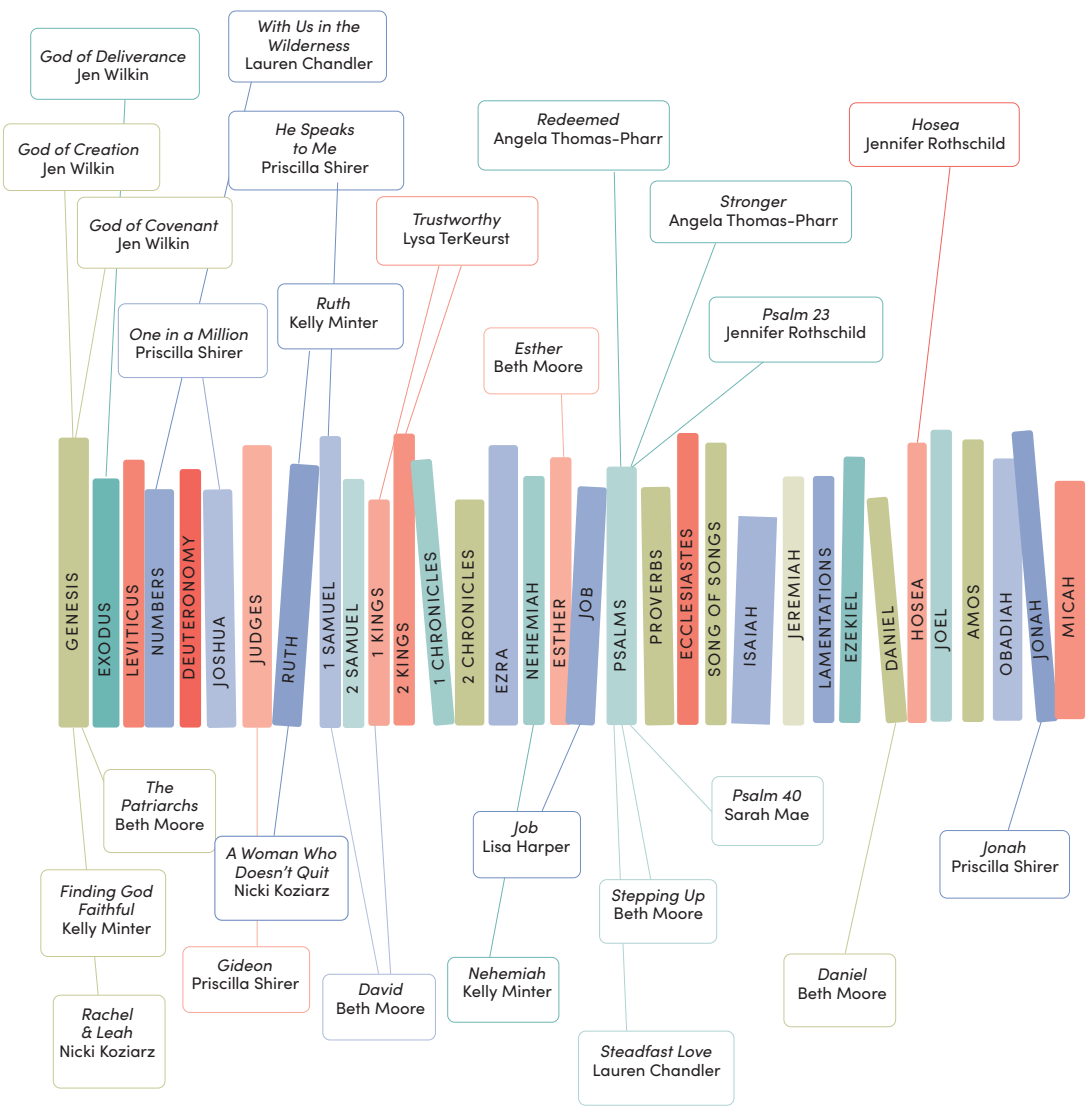 God of Deliverance
Jen Wilkin
With Us in the
Wilderness
Lauren Chandler
God of Creation
Jen Wilkin
He Speaks
to Me
Priscilla Shirer
Redeemed
Angela Thomas-Pharr
Hosea
Jennifer Rothschild
God of Covenant
Jen Wilkin
Trustworthy
Lysa TerKeurst
Stronger
Angela Thomas-Pharr
One in a Million
Priscilla Shirer
Ruth
Kelly Minter
Esther
Beth Moore
Psalm 23
Jennifer Rothschild
GENESIS
EXODUS
LEVITICUS
NUMBERS
DEUTERONOMY
JOSHUA
JUDGES
RUTH
1 SAMUEL
2 SAMUEL
1 KINGS
2 KINGS
1 CHRONICLES
2 CHRONICLES
EZRA
NEHEMIAH
ESTHER
JOB
PSALMS
PROVERBS
ECCLESIASTES
SONG OF SONGS
ISAIAH
JEREMIAH
LAMENTATIONS
EZEKIEL
DANIEL
HOSEA
JOEL
AMOS
OBADIAH
JONAH
MICAH
The
Patriarchs
Beth Moore
Finding God
Faithful
Kelly Minter
Rachel
& Leah
Nicki Koziarz
A Woman Who
Doesn't Quit
Nicki Koziarz
Gideon
Priscilla Shirer
David
Beth Moore
Job
Lisa Harper
Nehemiah
Kelly Minter
Psalm 40
Sarah Mae
Stepping Up
Beth Moore
Steadfast Love
Lauren Chandler
Daniel
Beth Moore
Jonah
Priscilla Shirer